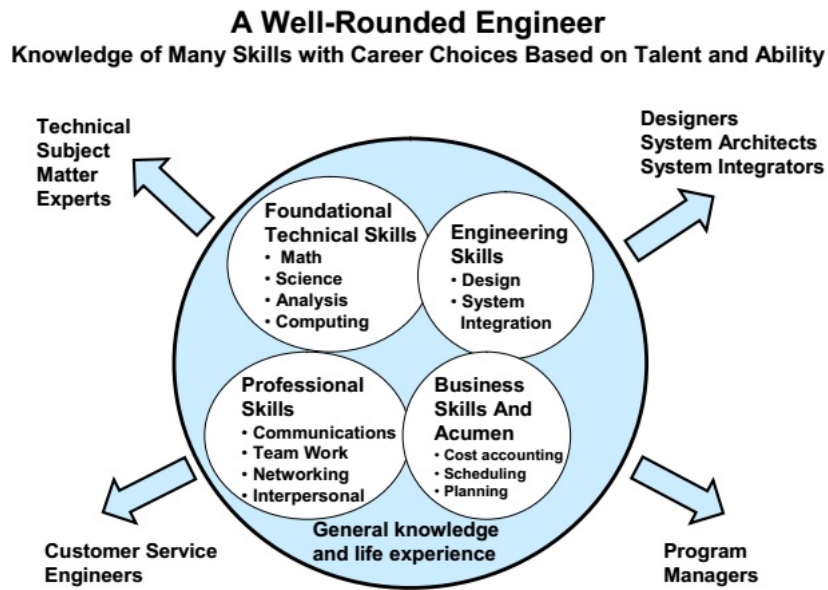 A Well-Rounded Engineer
Knowledge of Many Skills with Career Choices Based on Talent and Ability
Technical
Subject
Matter
Experts
Designers
System Architects
System Integrators
Foundational
Technical Skills
• Math
• Science
• Analysis
• Computing
Engineering
Skills
• Design
• System
Integration
Professional
Skills
• Communications
• Team Work
• Networking
• Interpersonal
Business
Skills And
Acumen
• Cost accounting
• Scheduling
• Planning
General knowledge
and life experience
Customer Service
Engineers
Program
Managers